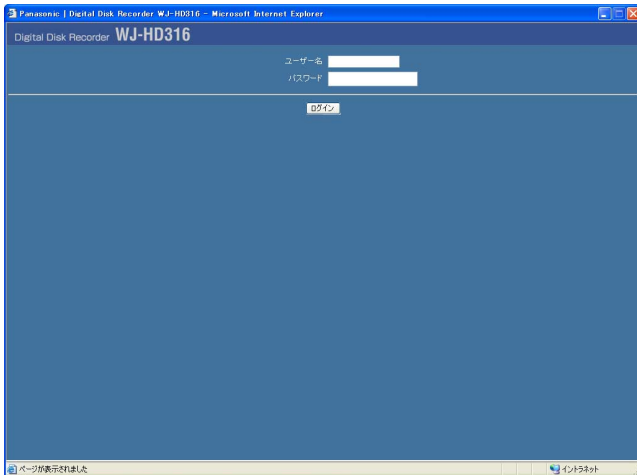 Panasonic | Digital Disk Recorder WJ-HD316 - Microsoft Internet Explorer
Digital Disk Recorder WJ-HD316
ユーザー名
パスワード
ログイン
ページが表示されました
イントラネット